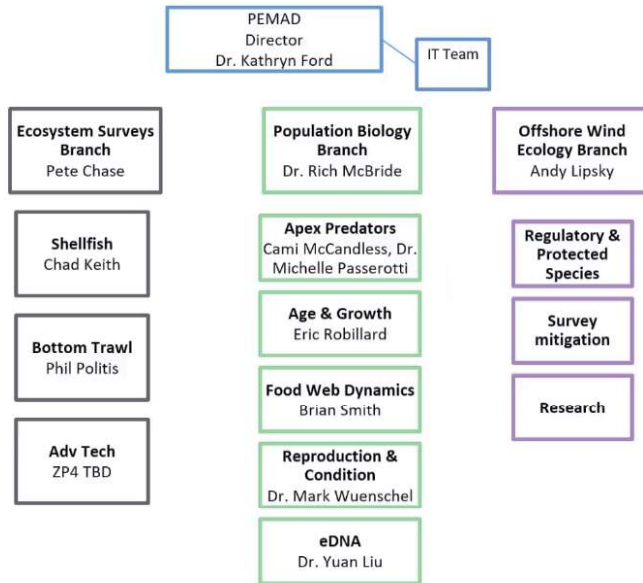 PEMAD
Director
Dr. Kathryn Ford
IT Team
Ecosystem Surveys
Branch
Pete Chase
Shellfish
Chad Keith
Bottom Trawl
Phil Politis
Adv Tech
ZP4 TBD
Population Biology
Branch
Dr. Rich McBride
Apex Predators
Cami McCandless, Dr.
Michelle Passerotti
Age & Growth
Eric Robillard
Food Web Dynamics
Brian Smith
Reproduction &
Condition
Dr. Mark Wuenschel
eDNA
Dr. Yuan Liu
Offshore Wind
Ecology Branch
Andy Lipsky
Regulatory &
Protected
Species
Survey
mitigation
Research